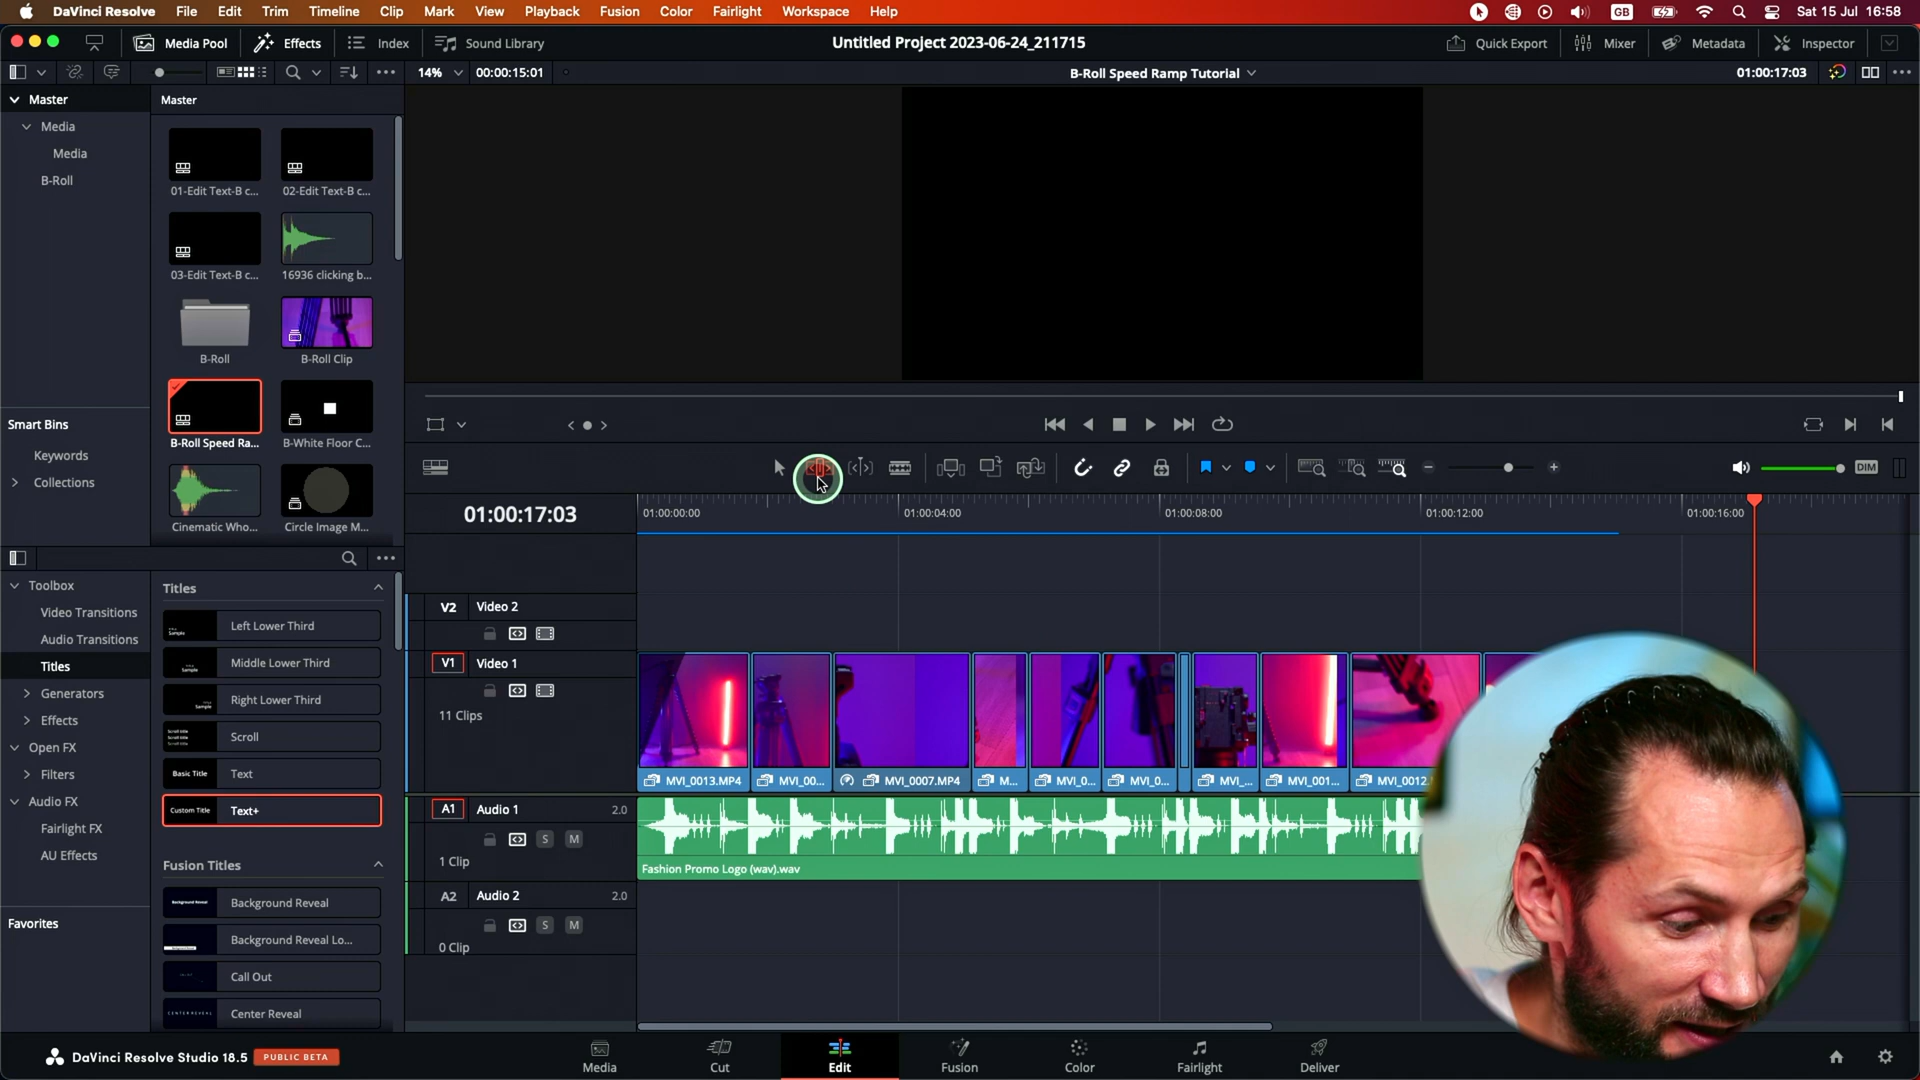 DaVinci Resolve File Edit Trim Timeline Clip Mark View Playback Fusion Color Fairlight Workspace Help GB Sat 15 Jul 16:58
Media Pool Effects Index Sound Library Untitled Project 2023-06-24_211715 Quick Export Mixer Metadata Inspector
14% 00:00:15:01 B-Roll Speed Ramp Tutorial 01:00:17:03
Master
Media
Media
B-Roll
Smart Bins
Keywords
Collections
Master
01-Edit Text-B c... 02-Edit Text-B c...
03-Edit Text-B c... 16936 clicking b...
B-Roll B-Roll Clip
B-Roll Speed Ra... B-White Floor C...
Cinematic Who... Circle Image M...
Toolbox
Video Transitions
Audio Transitions
Titles
Generators
Effects
Open FX
Filters
Audio FX
Fairlight FX
AU Effects
Favorites
Titles
Left Lower Third
Middle Lower Third
Right Lower Third
Scroll
Basic Title Text
Custom Title Text+
Fusion Titles
Background Reveal
Background Reveal Lo...
Call Out
CENTER REVEAL Center Reveal
DIM
01:00:17:03
01:00:00:00 01:00:04:00 01:00:08:00 01:00:12:00 01:00:16:00
V2 Video 2
V1 Video 1
11 Clips
MVI_0013.MP4 MVI_00... MVI_0007.MP4 M... MVI_0... MVI_0... MVI_... MVI_001... MVI_0012.
A1 Audio 1 2.0
S M
1 Clip
Fashion Promo Logo (wav).wav
A2 Audio 2 2.0
S M
0 Clip
DaVinci Resolve Studio 18.5 PUBLIC BETA
Media Cut Edit Fusion Color Fairlight Deliver